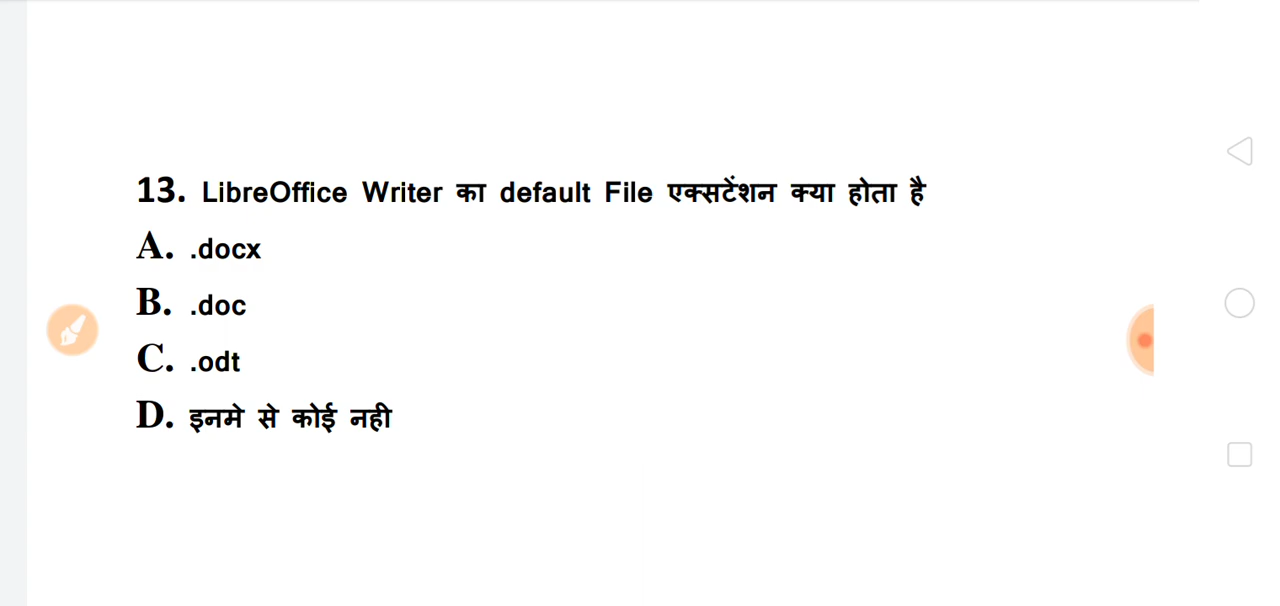 13. LibreOffice Writer का default File एक्सटेंशन क्या होता है
A. .docx
B. .doc
C. .odt
D. इनमे से कोई नही